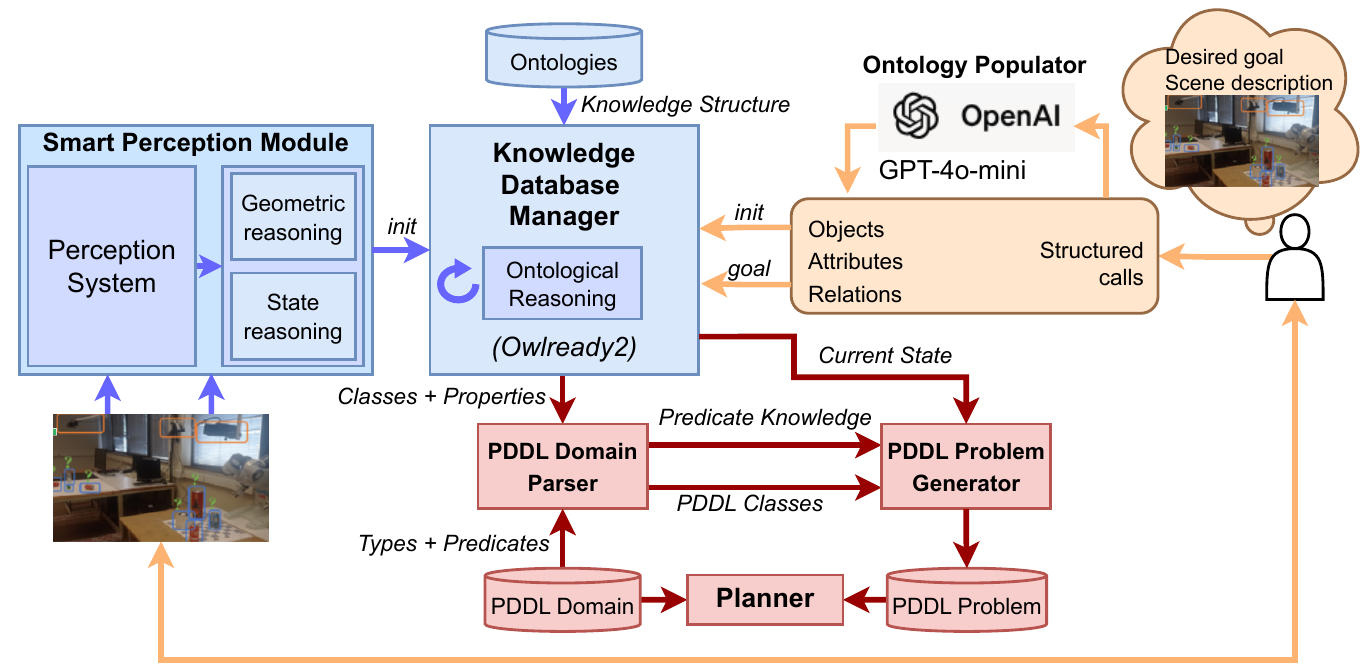 Ontologies
Knowledge Structure
Ontology Populator
OpenAI
GPT-4o-mini
Desired goal
Scene description
Smart Perception Module
Perception
System
Geometric
reasoning
State
reasoning
init
Knowledge
Database
Manager
Ontological
Reasoning
(Owlready2)
init
goal
Objects
Attributes
Relations
Structured
calls
Current State
Classes + Properties
Predicate Knowledge
PDDL Domain
Parser
PDDL Problem
Generator
PDDL Classes
Types + Predicates
PDDL Domain
Planner
PDDL Problem